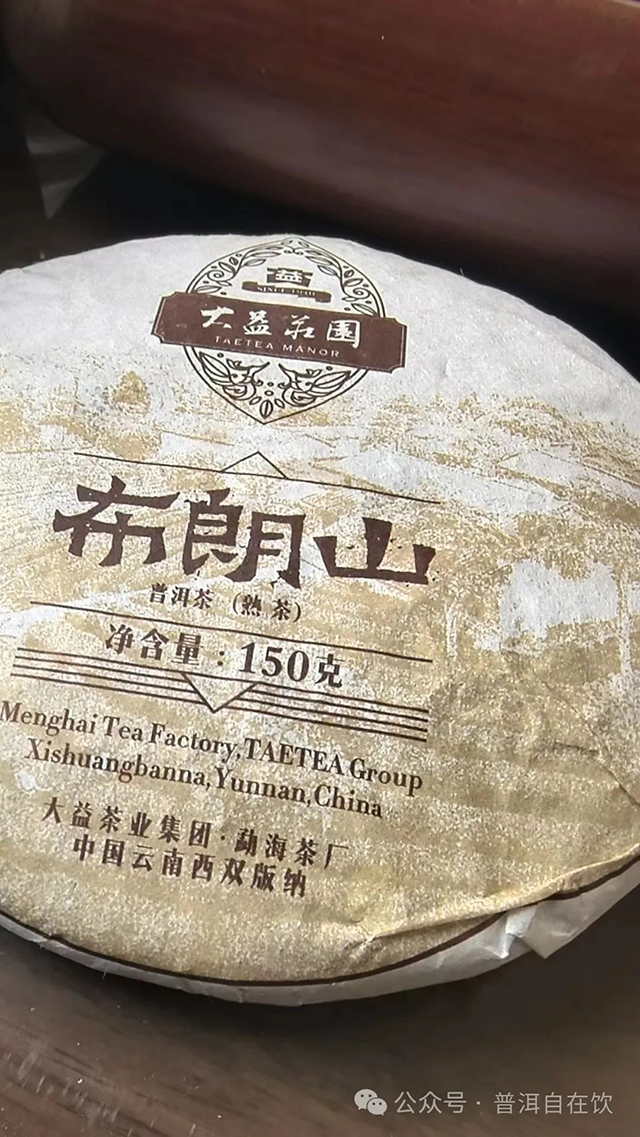 益
SINCE 1940
大益莊園
TAETEA MANOR
布朗山
普洱茶 (熟茶)
净含量：150克
Menghai Tea Factory,TAETEA Group
Xishuangbanna,Yunnan,China
大益茶业集团·勐海茶厂
中国云南西双版纳
公众号·普洱自在饮